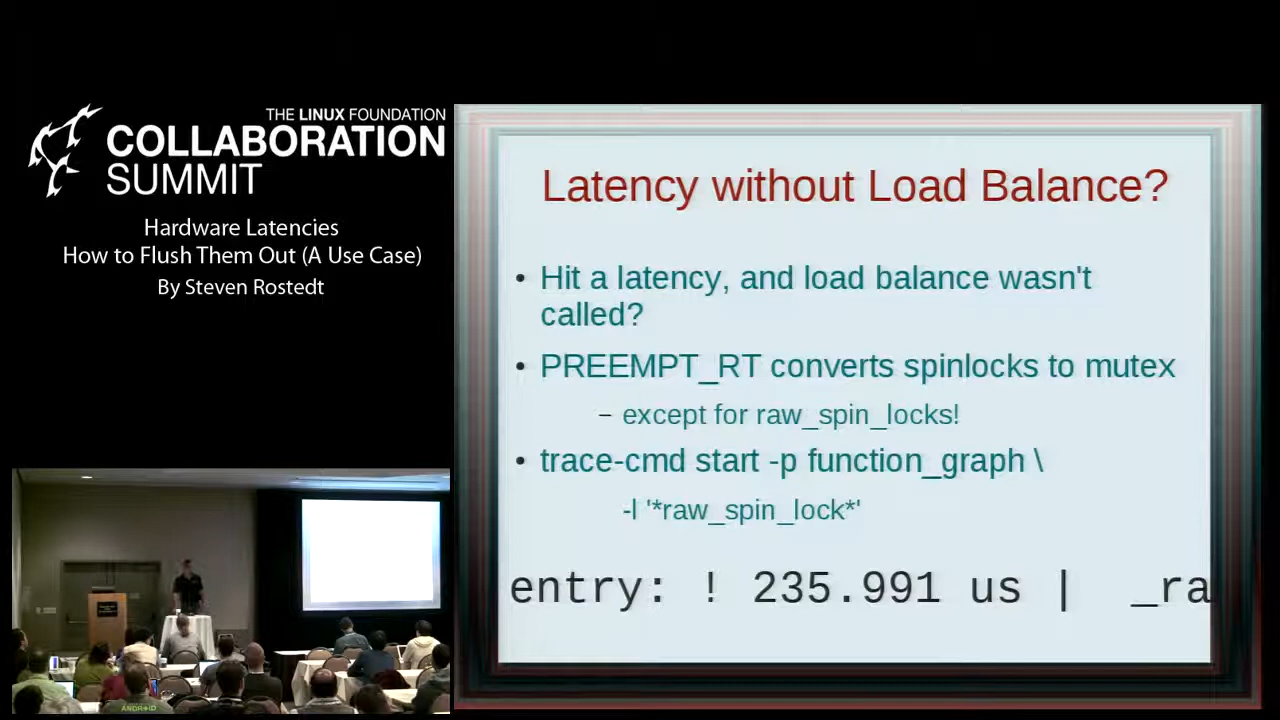 THE LINUX FOUNDATION
COLLABORATION
SUMMIT
Hardware Latencies
How to Flush Them Out (A Use Case)
By Steven Rostedt
Latency without Load Balance?
• Hit a latency, and load balance wasn't
called?
• PREEMPT_RT converts spinlocks to mutex
– except for raw_spin_locks!
• trace-cmd start -p function_graph \
-l '*raw_spin_lock*'
entry: ! 235.991 us | _ra
ANDROID